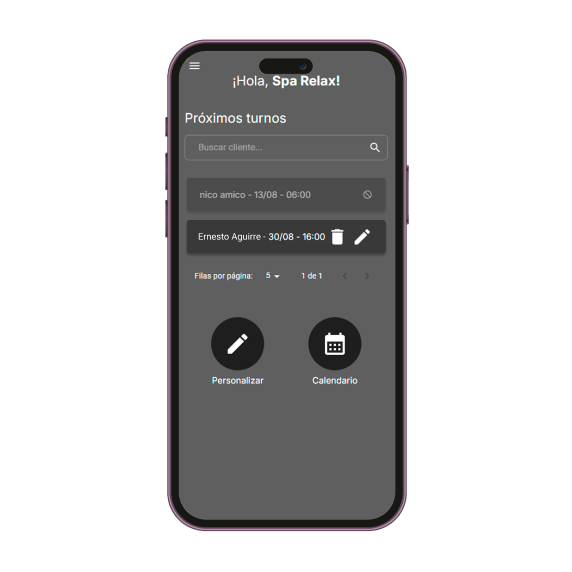 ¡Hola, Spa Relax!
Próximos turnos
Buscar cliente...
nico amico - 13/08 - 06:00
Ernesto Aguirre - 30/08 - 16:00
Filas por página: 5 1 de 1
Personalizar Calendario